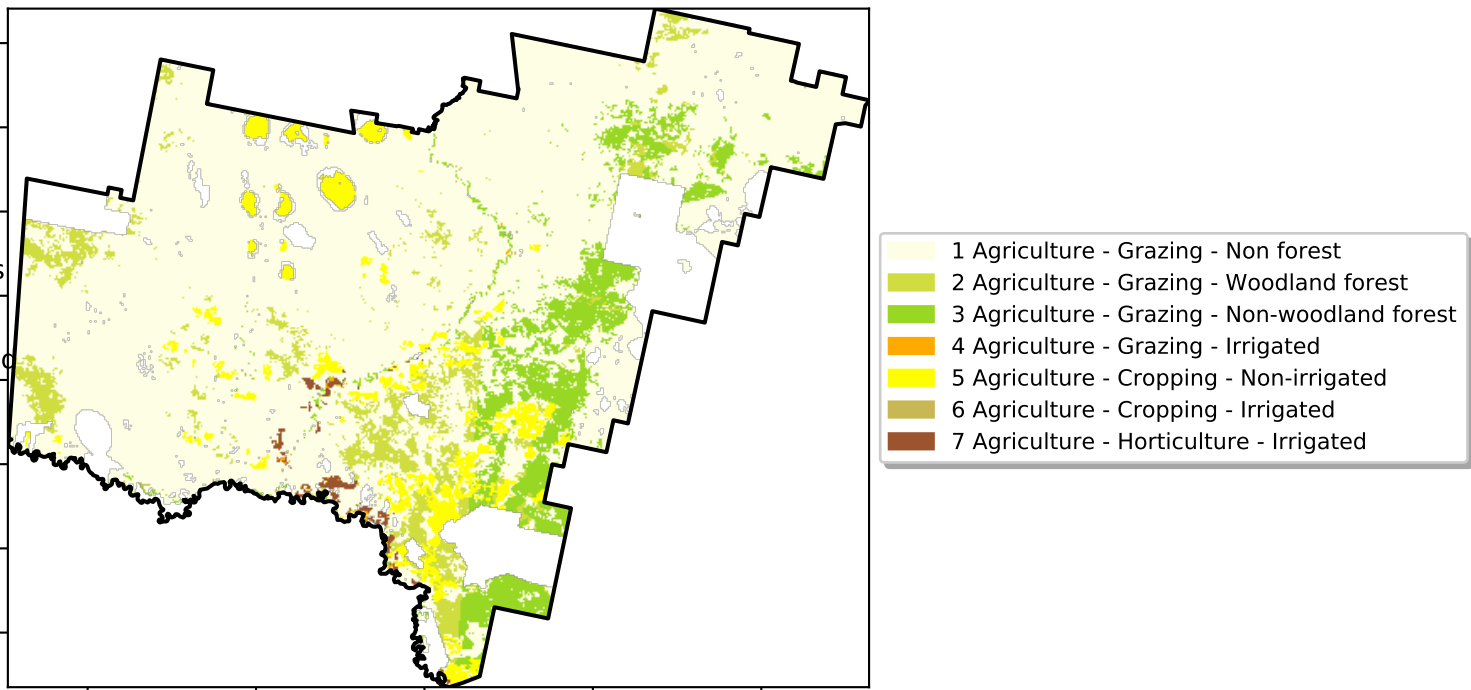 1 Agriculture - Grazing - Non forest
2 Agriculture - Grazing - Woodland forest
3 Agriculture - Grazing - Non-woodland forest
4 Agriculture - Grazing - Irrigated
5 Agriculture - Cropping - Non-irrigated
6 Agriculture - Cropping - Irrigated
7 Agriculture - Horticulture - Irrigated